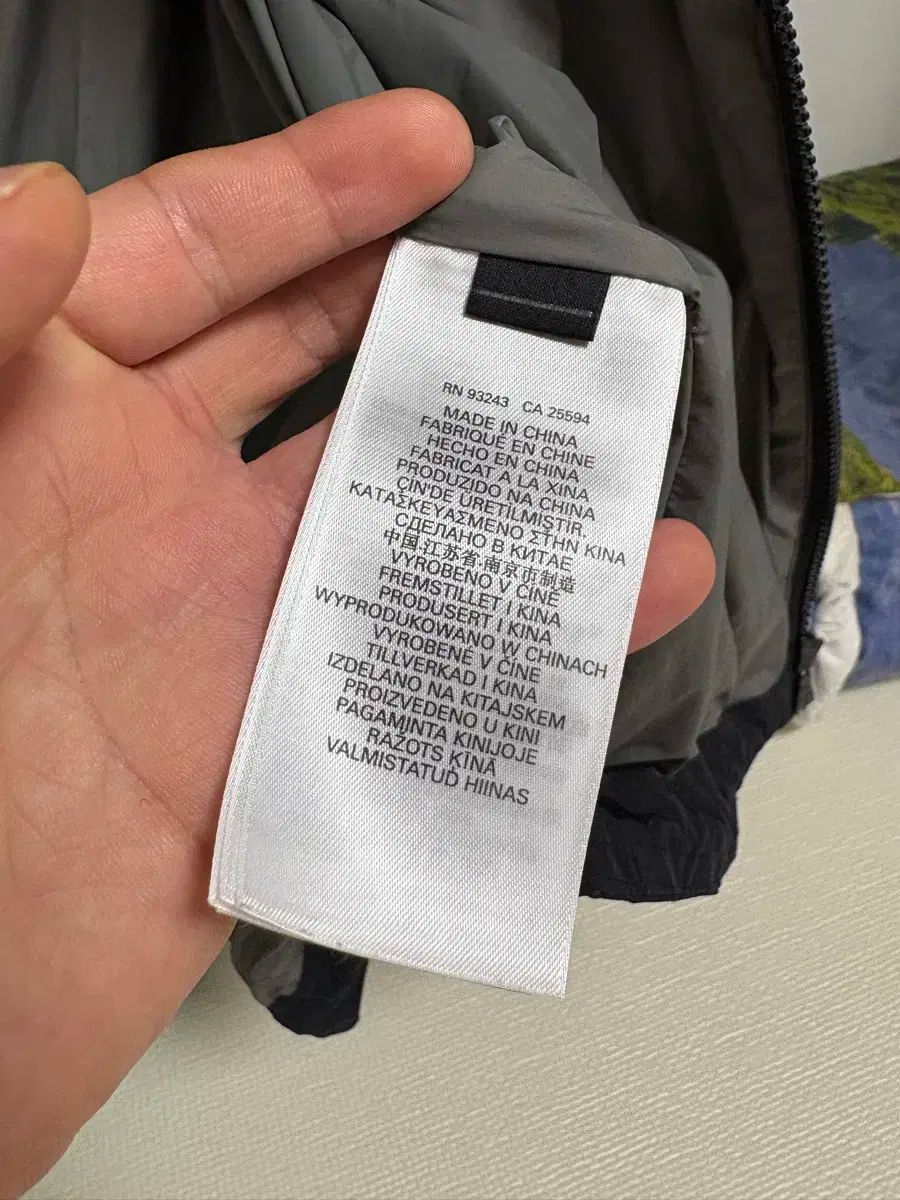 RN 93243 CA 25594
MADE IN CHINA
FABRIQUÉ EN CHINE
HECHO EN CHINA
FABRICAT A LA XINA
PRODUZIDO NA CHINA
ÇIN'DE ÜRETİLMİŞTİR.
ΚΑΤΑΣΚΕΥΑΣΜΕΝΟ ΣΤΗΝ ΚΙΝΑ
СДЕЛАНО В КИТАЕ
中国.江苏省.南京市制造
VYROBENO V ČÍNĚ
FREMSTILLET I KINA
PRODUSERT I KINA
WYPRODUKOWANO W CHINACH
VYROBENÉ V ČÍNE
TILLVERKAD I KINA
IZDELANO NA KITAJSKEM
PROIZVEDENO U KINI
PAGAMINTA KINIJOJE
RAŽOTS ĶĪNĀ
VALMISTATUD HIINAS